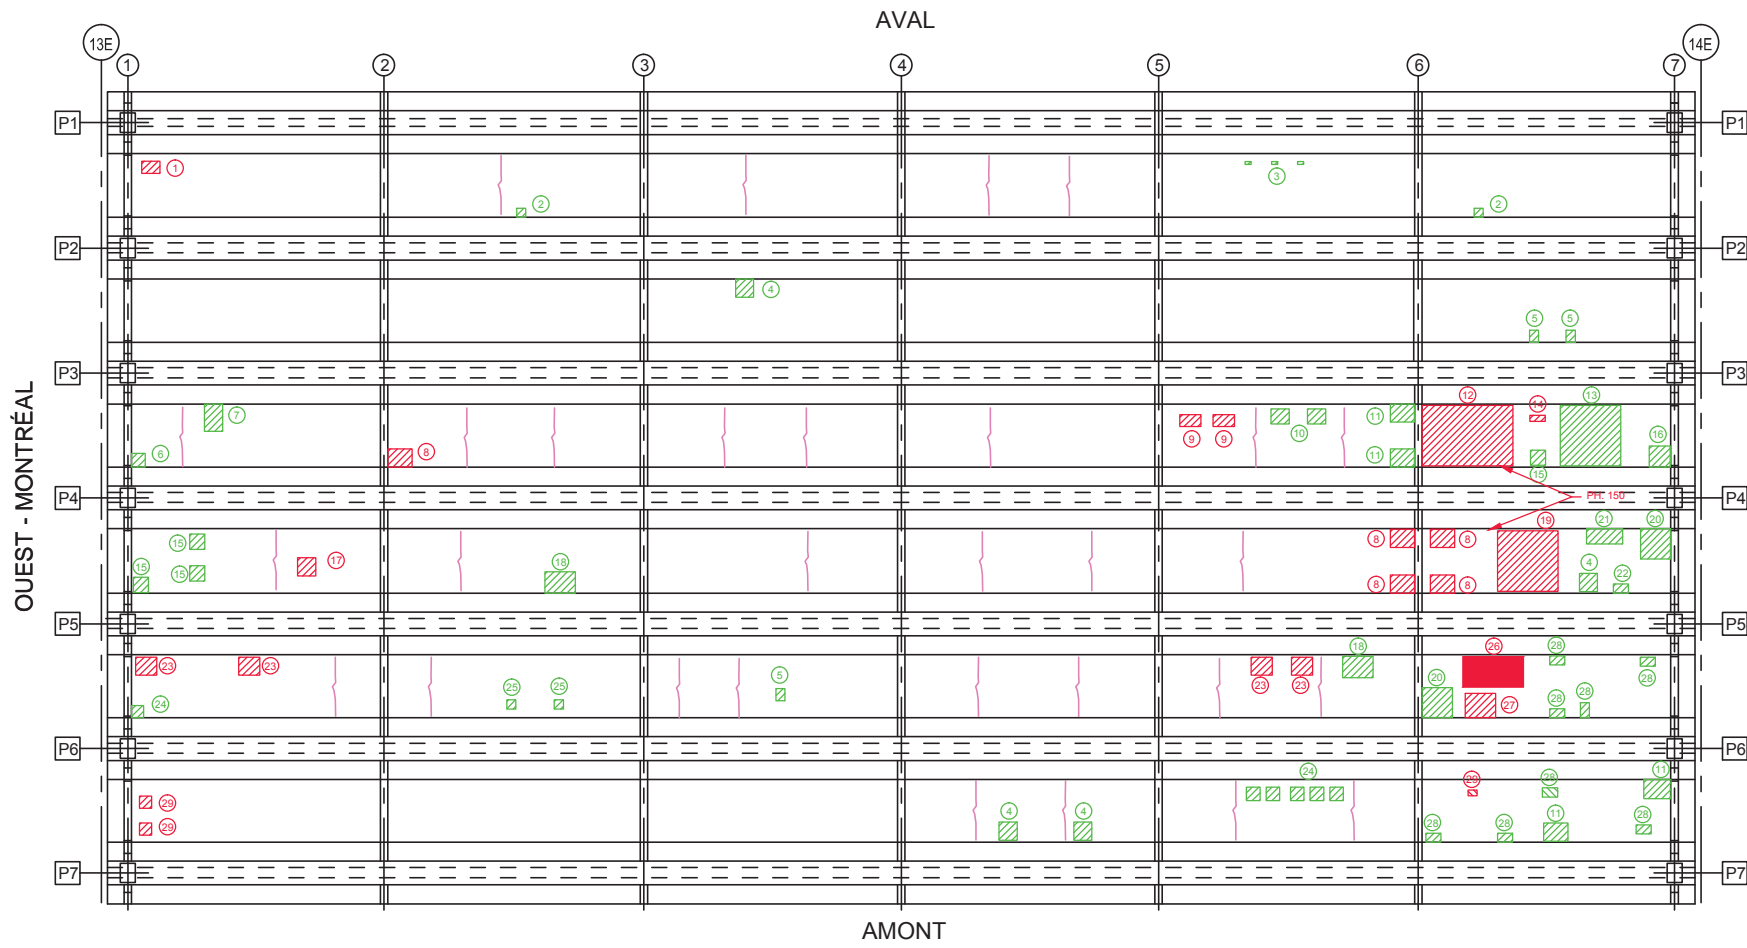 AVAL
13E 14E
1 2 3 4 5 6 7
P1 P1
1 3
2 2
P2 P2
4
5 5
P3 P3
OUEST - MONTRÉAL
12 14 13
7 11 16
6 8 9 9 10 11 15
P4 PH. 150 P4
19 21 20
15 8 8
15 15 17 18 4 22
8 8
P5 P5
18 26 28
23 23 5 23 23 20 28
24 25 25 28 28 27
P6 P6
24 29 28 11
29 4 4
29 28 28 11 28
P7 P7
AMONT